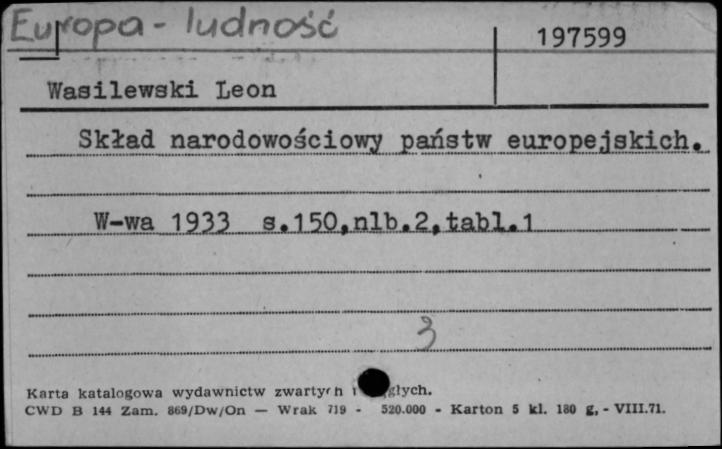 Europa - ludność
197599
Wasilewski Leon
Skład narodowościowy państw europejskich.
W-wa 1933 s.150,nlb.2,tabl.1
3
Karta katalogowa wydawnictw zwartych i
CWD B 144 Zam. 869/Dw/On — Wrak 719 - 520.000 - Karton 5 kl. 180 g, - VIII.71.